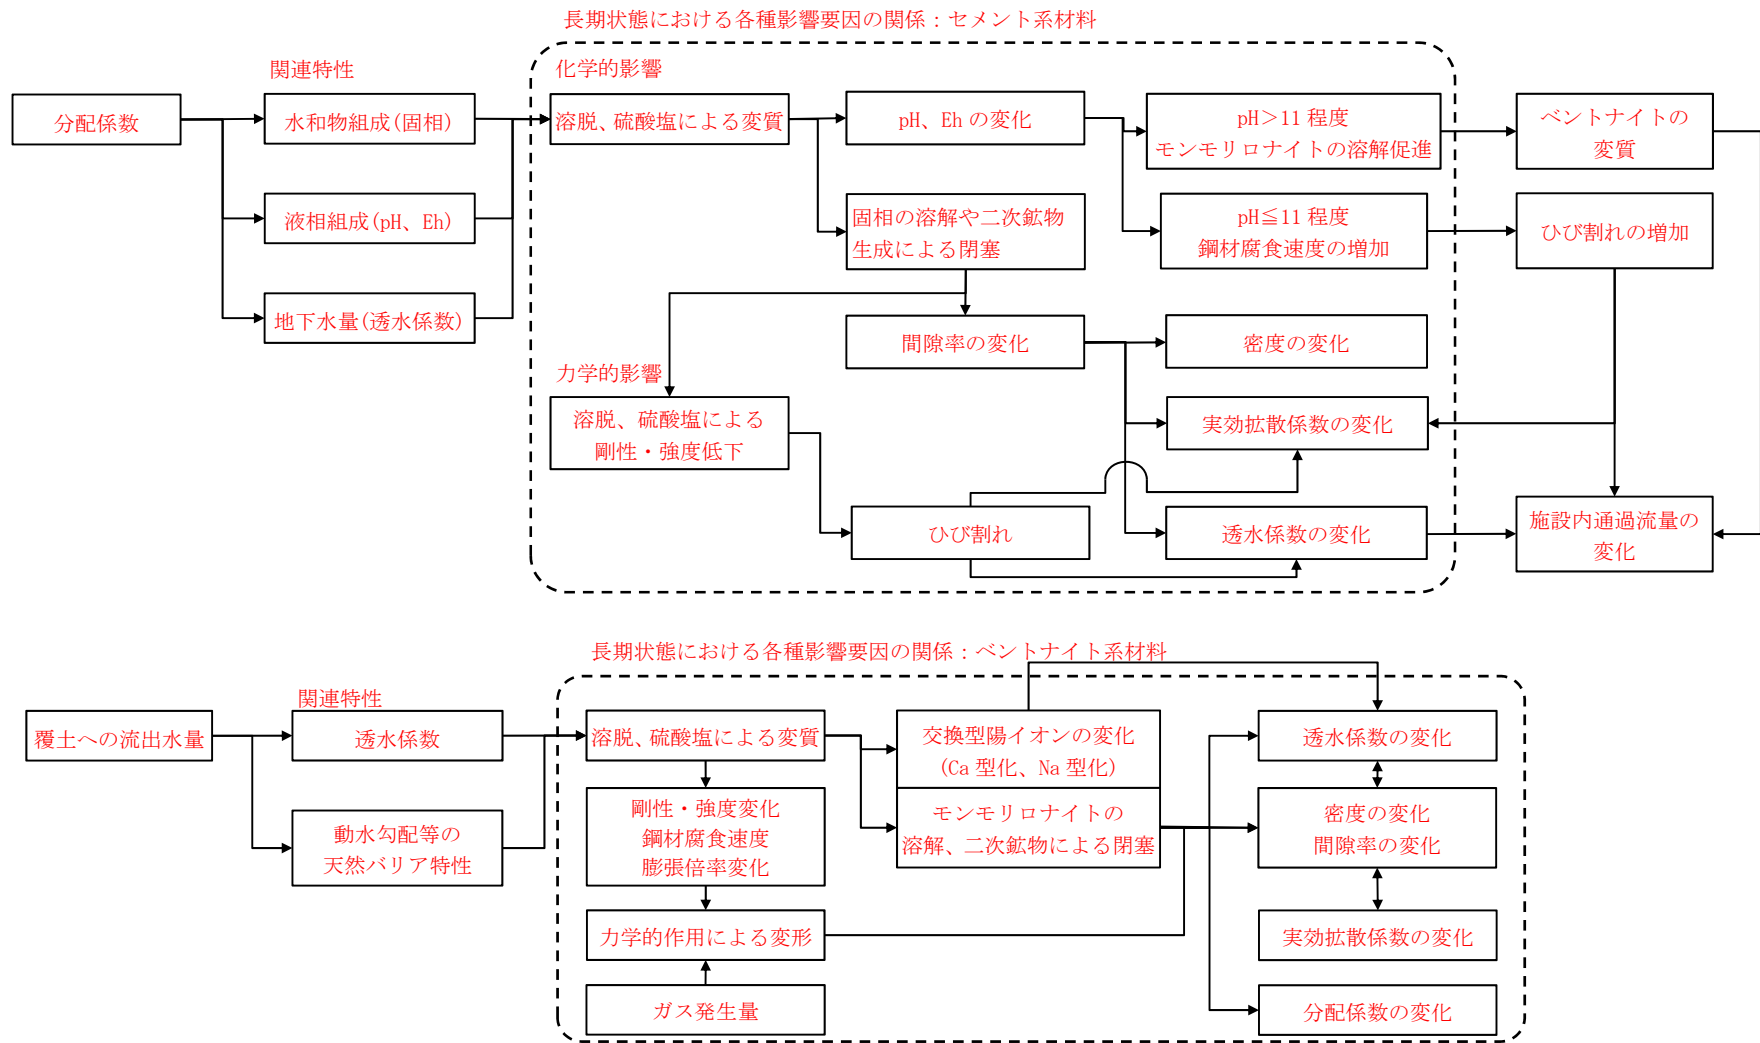 長期状態における各種影響要因の関係：セメント系材料
関連特性
化学的影響
分配係数
水和物組成(固相)
溶脱、硫酸塩による変質
pH、Eh の変化
pH＞11 程度
モンモリロナイトの溶解促進
ベントナイトの
変質
液相組成(pH、Eh)
固相の溶解や二次鉱物
生成による閉塞
pH≦11 程度
鋼材腐食速度の増加
ひび割れの増加
地下水量(透水係数)
間隙率の変化
密度の変化
力学的影響
溶脱、硫酸塩による
剛性・強度低下
実効拡散係数の変化
ひび割れ
透水係数の変化
施設内通過流量の
変化
長期状態における各種影響要因の関係：ベントナイト系材料
関連特性
覆土への流出水量
透水係数
溶脱、硫酸塩による変質
交換型陽イオンの変化
(Ca 型化、Na 型化)
透水係数の変化
動水勾配等の
天然バリア特性
剛性・強度変化
鋼材腐食速度
膨張倍率変化
モンモリロナイトの
溶解、二次鉱物による閉塞
密度の変化
間隙率の変化
力学的作用による変形
実効拡散係数の変化
ガス発生量
分配係数の変化